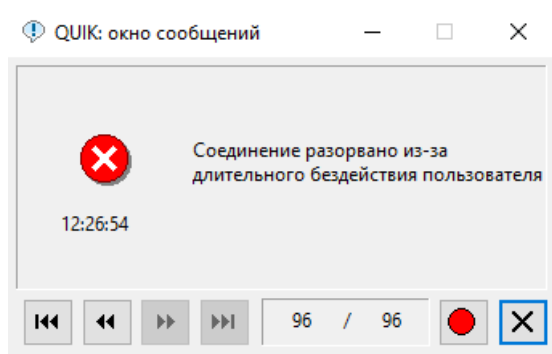 QUIK: окно сообщений
Соединение разорвано из-за
длительного бездействия пользователя
12:26:54
96 / 96